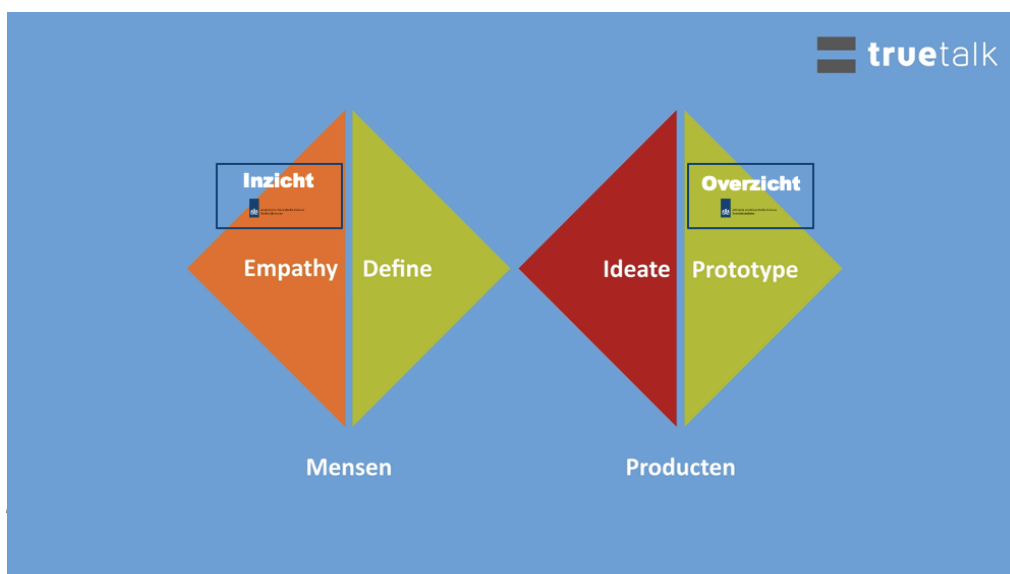 truetalk
Inzicht
Overzicht
Empathy
Define
Ideate
Prototype
Mensen
Producten